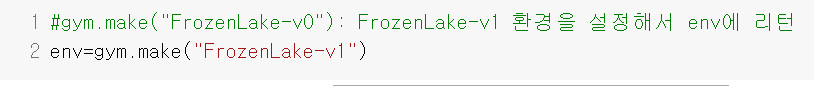 1 #gym.make("FrozenLake-v0"): FrozenLake-v1 환경을 설정해서 env에 리턴
2 env=gym.make("FrozenLake-v1")